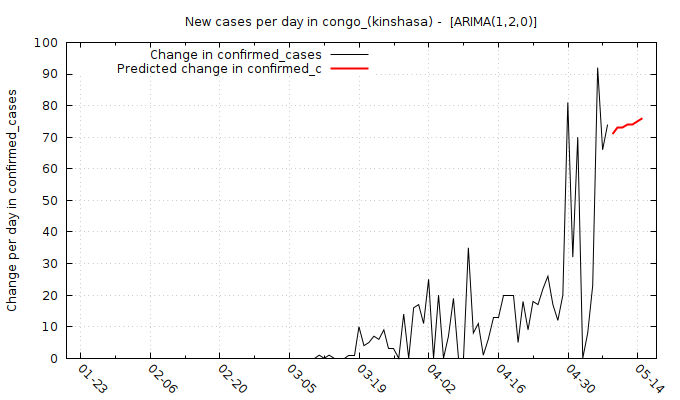 New cases per day in congo_(kinshasa) -  [ARIMA(1,2,0)]
Change in confirmed_cases
Predicted change in confirmed_c
Change per day in confirmed_cases
100
90
80
70
60
50
40
30
20
10
0
01-23 02-06 02-20 03-05 03-19 04-02 04-16 04-30 05-14